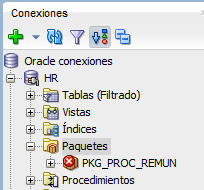 Conexiones
Oracle conexiones
HR
Tablas (Filtrado)
Vistas
Índices
Paquetes
PKG_PROC_REMUN
Procedimientos